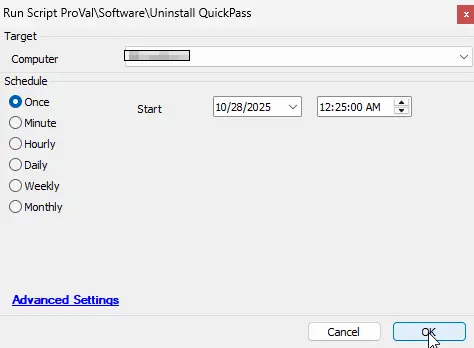 Run Script ProVal\Software\Uninstall QuickPass
x
Target
Computer
Schedule
Once Start 10/28/2025 12:25:00 AM
Minute
Hourly
Daily
Weekly
Monthly
Advanced Settings
Cancel OK